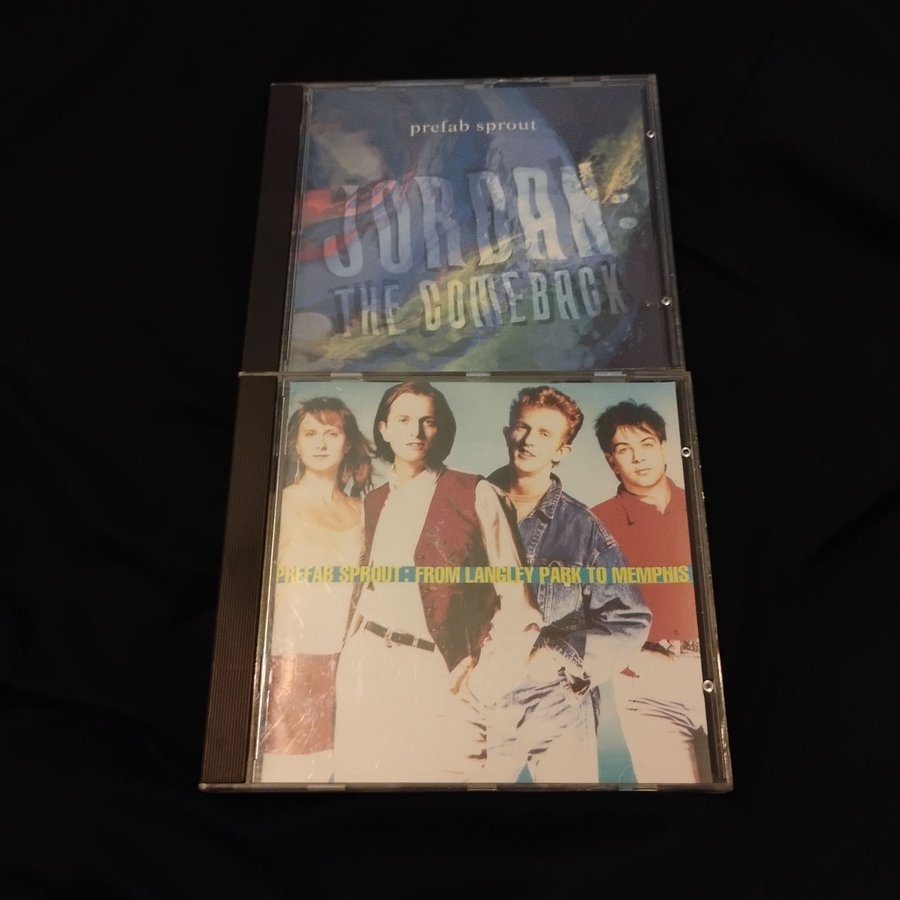 prefab sprout
JORDAN:
THE COMEBACK
PREFAB SPROUT: FROM LANGLEY PARK TO MEMPHIS